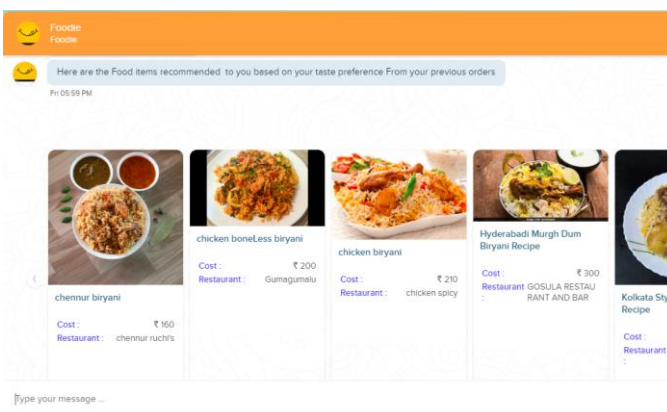 Foodie
Foodie
Here are the Food items recommended to you based on your taste preference From your previous orders
Fri 05:59 PM
chennur biryani
Cost : ₹ 160
Restaurant : chennur ruchi's
chicken boneLess biryani
Cost : ₹ 200
Restaurant : Gumagumalu
chicken biryani
Cost : ₹ 210
Restaurant : chicken spicy
Hyderabadi Murgh Dum
Biryani Recipe
Cost : ₹ 300
Restaurant GOSULA RESTAU
: RANT AND BAR
Kolkata Sty
Recipe
Cost :
Restaurant
:
Type your message ...